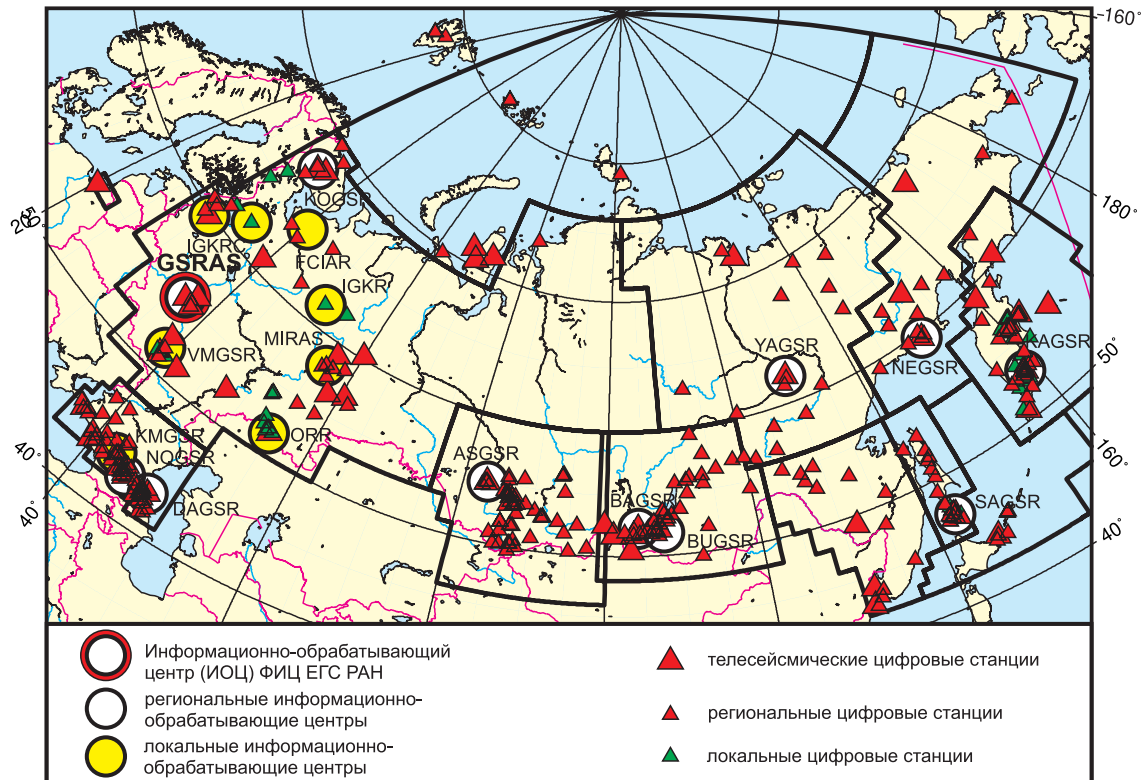 -160°
180°
50°
160°
40°
20°
50°
40°
40°
KOGSR
IGKRC
FCIAR
GSRAS
IGKR
VMGSR
MIRAS
YAGSR
NEGSR
KAGSR
KMGSR
NOGSR
ORR
ASGSR
DAGSR
BAGSR
BUGSR
SAGSR
Информационно-обрабатывающий
центр (ИОЦ) ФИЦ ЕГС РАН
региональные информационно-
обрабатывающие центры
локальные информационно-
обрабатывающие центры
телесейсмические цифровые станции
региональные цифровые станции
локальные цифровые станции